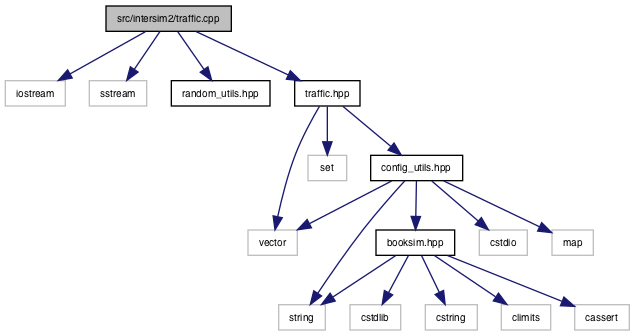 src/intersim2/traffic.cpp
iostream
sstream
random_utils.hpp
traffic.hpp
set
config_utils.hpp
vector
booksim.hpp
cstdio
map
string
cstdlib
cstring
climits
cassert